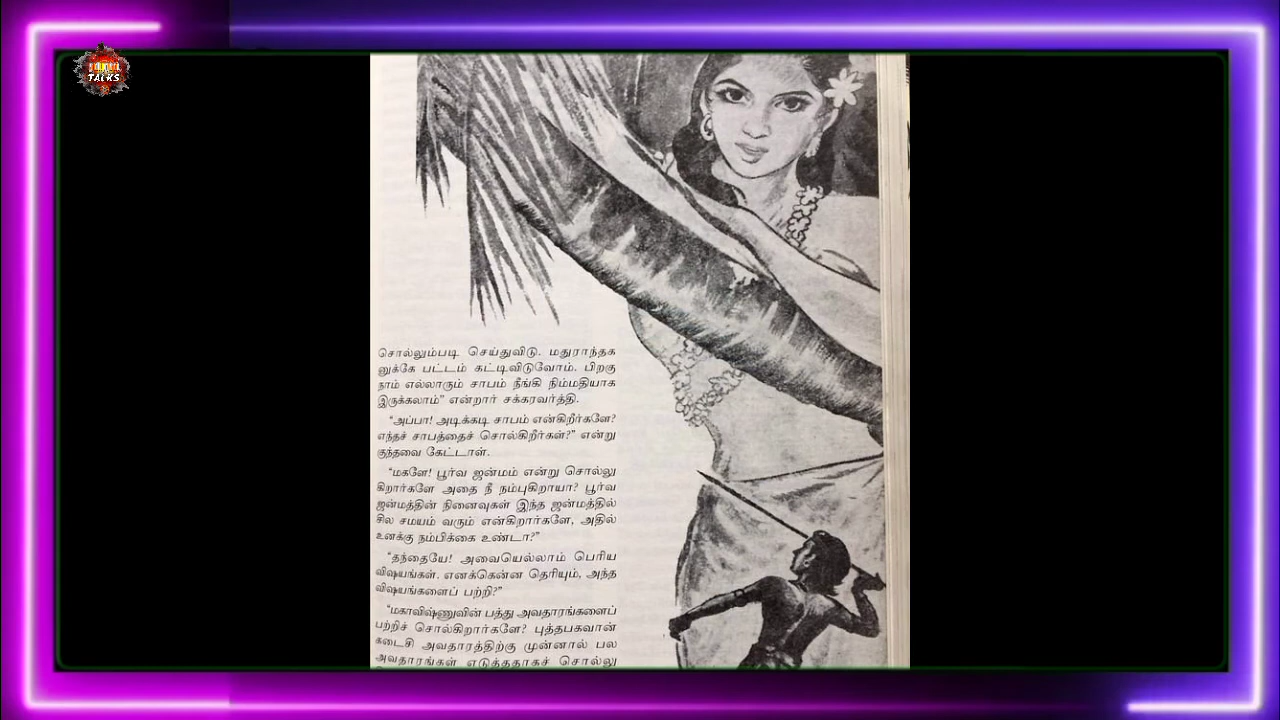 TALKS
சொல்லும்படி செய்துவிடு. மதுராந்தக
னுக்கே பட்டம் கட்டிவிடுவோம். பிறகு
நாம் எல்லாரும் சாபம் நீங்கி நிம்மதியாக
இருக்கலாம்" என்றார் சக்கரவர்த்தி.
"அப்பா! அடிக்கடி சாபம் என்கிறீர்களே?
எந்தச் சாபத்தைச் சொல்கிறீர்கள்?" என்று
குந்தவை கேட்டாள்.
"மகளே! பூர்வ ஜன்மம் என்று சொல்லு
கிறார்களே அதை நீ நம்புகிறாயா? பூர்வ
ஜன்மத்தின் நினைவுகள் இந்த ஜன்மத்தில்
சில சமயம் வரும் என்கிறார்களே, அதில்
உனக்கு நம்பிக்கை உண்டா?"
"தந்தையே! அவையெல்லாம் பெரிய
விஷயங்கள். எனக்கென்ன தெரியும், அந்த
விஷயங்களைப் பற்றி?"
"மகாவிஷ்ணுவின் பத்து அவதாரங்களைப்
பற்றிச் சொல்கிறார்களே? புத்தபகவான்
கடைசி அவதாரத்திற்கு முன்னால் பல
அவதாரங்கள் எடுத்ததாகச் சொல்லு